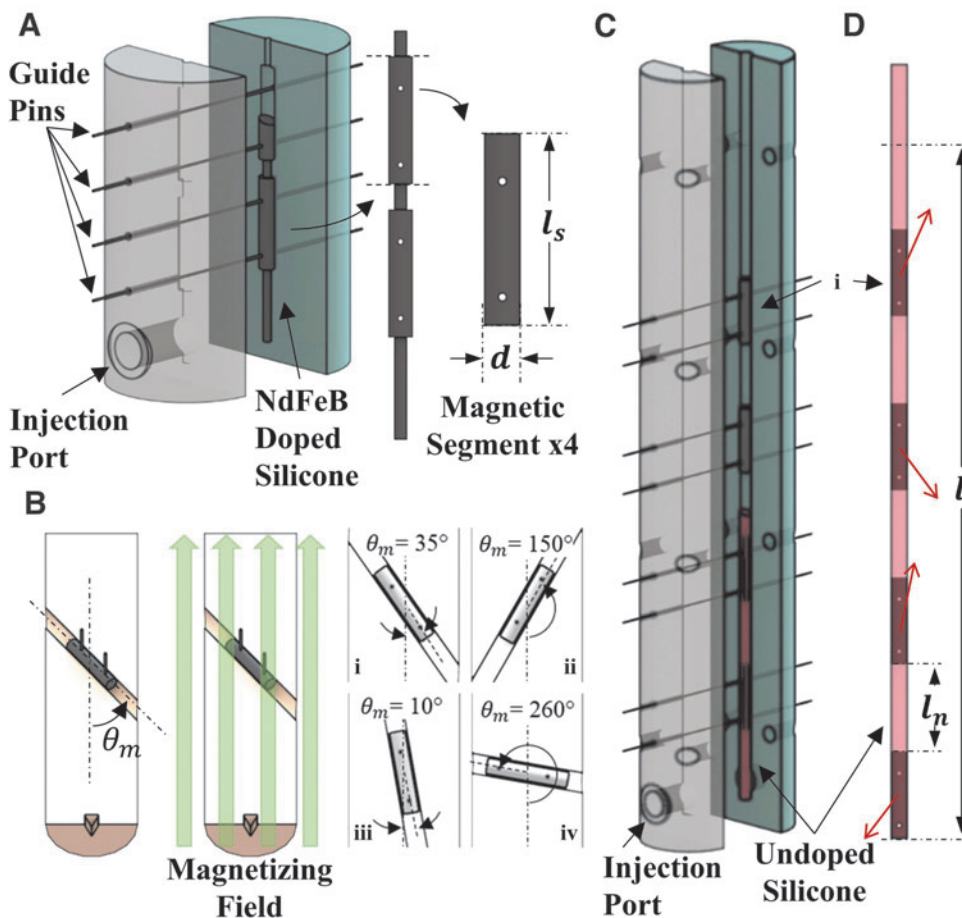 A
Guide
Pins
Injection
Port
NdFeB
Doped
Silicone
l_s
d
Magnetic
Segment x4
B
θ_m
Magnetizing
Field
θ_m= 35°
i
θ_m= 150°
ii
θ_m= 10°
iii
θ_m= 260°
iv
C
i
Injection
Port
D
l
l_n
Undoped
Silicone